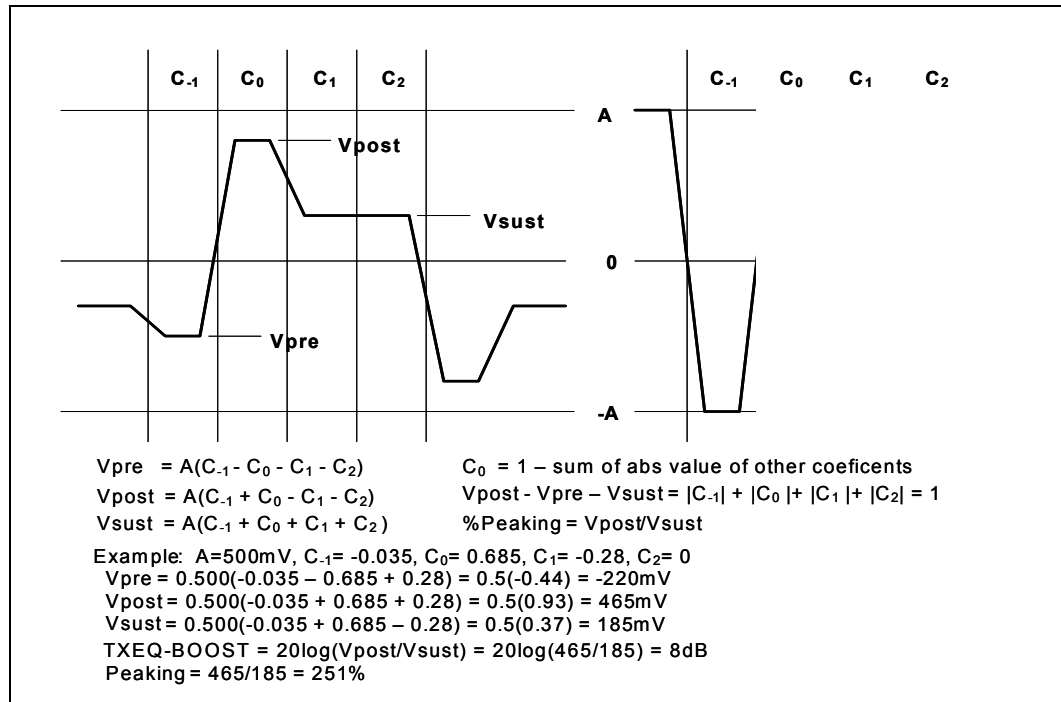 C-1 C0 C1 C2 C-1 C0 C1 C2
A
Vpost
Vsust
0
Vpre
-A
Vpre = A(C-1 - C0 - C1 - C2) C0 = 1 – sum of abs value of other coeficents
Vpost = A(C-1 + C0 - C1 - C2) Vpost - Vpre – Vsust = |C-1| + |C0 |+ |C1 |+ |C2| = 1
Vsust = A(C-1 + C0 + C1 + C2 ) %Peaking = Vpost/Vsust
Example: A=500mV, C-1= -0.035, C0= 0.685, C1= -0.28, C2= 0
Vpre = 0.500(-0.035 – 0.685 + 0.28) = 0.5(-0.44) = -220mV
Vpost = 0.500(-0.035 + 0.685 + 0.28) = 0.5(0.93) = 465mV
Vsust = 0.500(-0.035 + 0.685 – 0.28) = 0.5(0.37) = 185mV
TXEQ-BOOST = 20log(Vpost/Vsust) = 20log(465/185) = 8dB
Peaking = 465/185 = 251%